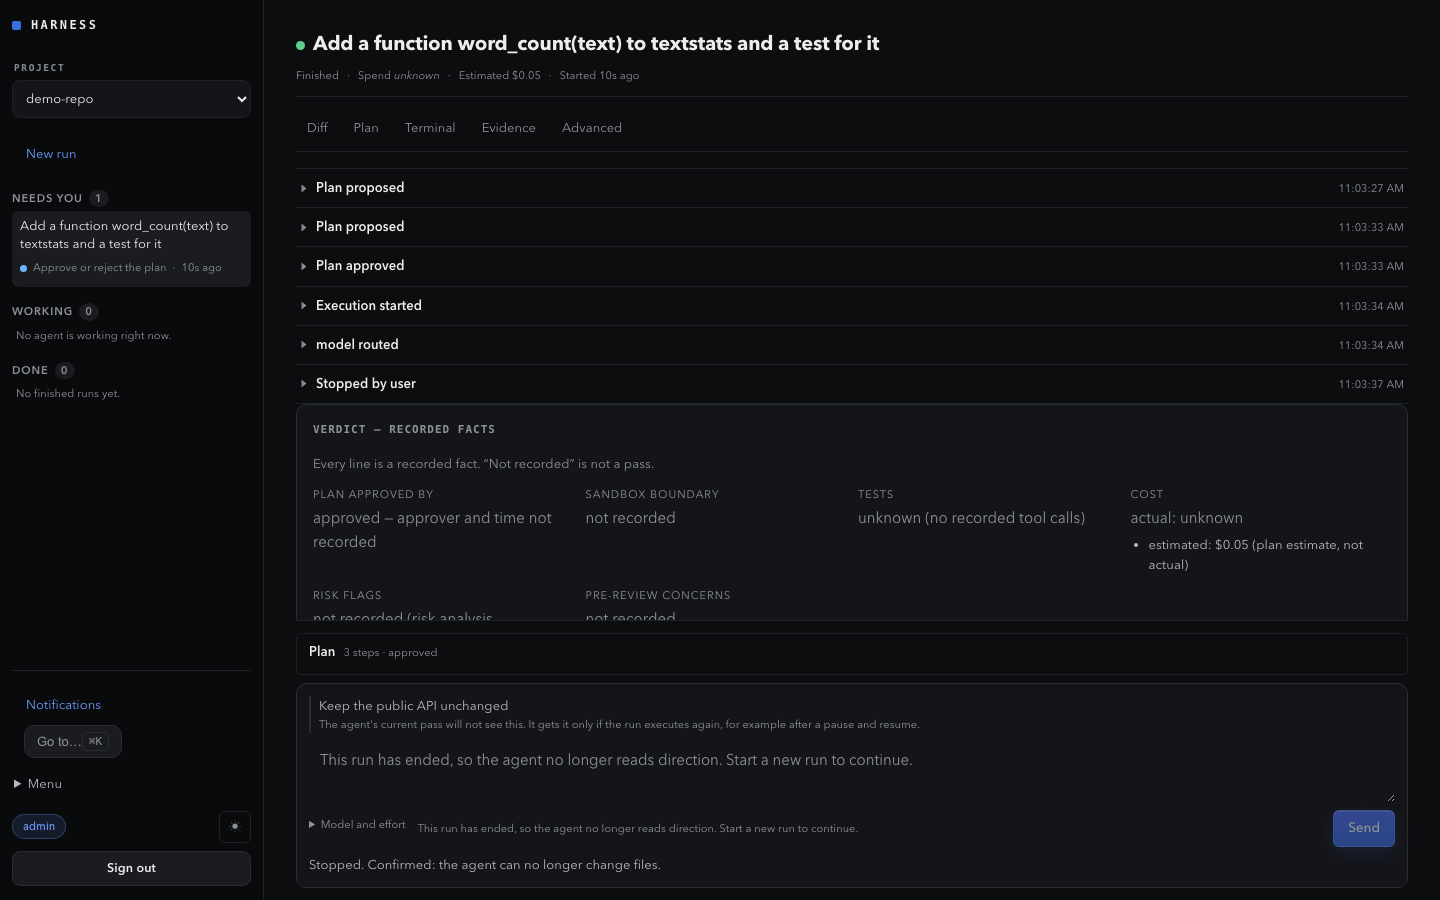 HARNESS
PROJECT
demo-repo
New run
NEEDS YOU 1
Add a function word_count(text) to
textstats and a test for it
Approve or reject the plan · 10s ago
WORKING 0
No agent is working right now.
DONE 0
No finished runs yet.
Notifications
Go to... ⌘K
Menu
admin
Sign out
Add a function word_count(text) to textstats and a test for it
Finished · Spend unknown · Estimated $0.05 · Started 10s ago
Diff Plan Terminal Evidence Advanced
Plan proposed 11:03:27 AM
Plan proposed 11:03:33 AM
Plan approved 11:03:33 AM
Execution started 11:03:34 AM
model routed 11:03:34 AM
Stopped by user 11:03:37 AM
VERDICT — RECORDED FACTS
Every line is a recorded fact. “Not recorded” is not a pass.
PLAN APPROVED BY
approved — approver and time not
recorded
SANDBOX BOUNDARY
not recorded
TESTS
unknown (no recorded tool calls)
COST
actual: unknown
• estimated: $0.05 (plan estimate, not
actual)
RISK FLAGS
not recorded (risk analysis
PRE-REVIEW CONCERNS
not recorded
Plan 3 steps · approved
Keep the public API unchanged
The agent's current pass will not see this. It gets it only if the run executes again, for example after a pause and resume.
This run has ended, so the agent no longer reads direction. Start a new run to continue.
Model and effort This run has ended, so the agent no longer reads direction. Start a new run to continue.
Send
Stopped. Confirmed: the agent can no longer change files.